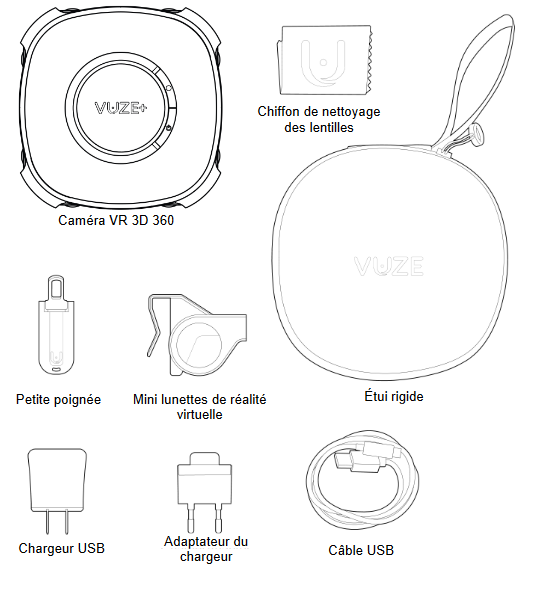 VUZE+
Caméra VR 3D 360
Chiffon de nettoyage
des lentilles
VUZE
Étui rigide
Petite poignée
Mini lunettes de réalité
virtuelle
Chargeur USB
Adaptateur du
chargeur
Câble USB